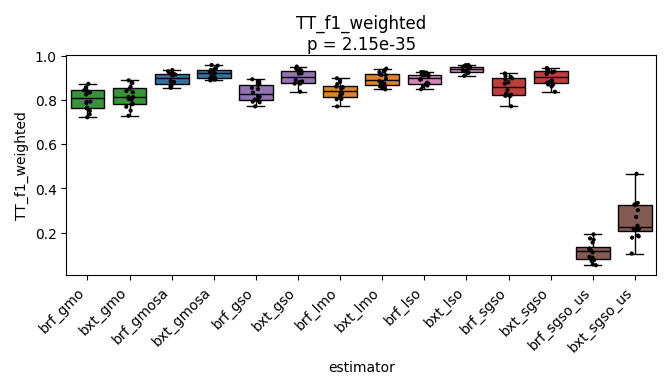 TT_f1_weighted
p = 2.15e-35
TT_f1_weighted
1.0
0.8
0.6
0.4
0.2
brf_gmo
bxt_gmo
brf_gmosa
bxt_gmosa
brf_gso
bxt_gso
brf_lmo
bxt_lmo
brf_lso
bxt_lso
brf_sgso
bxt_sgso
brf_sgso_us
bxt_sgso_us
estimator